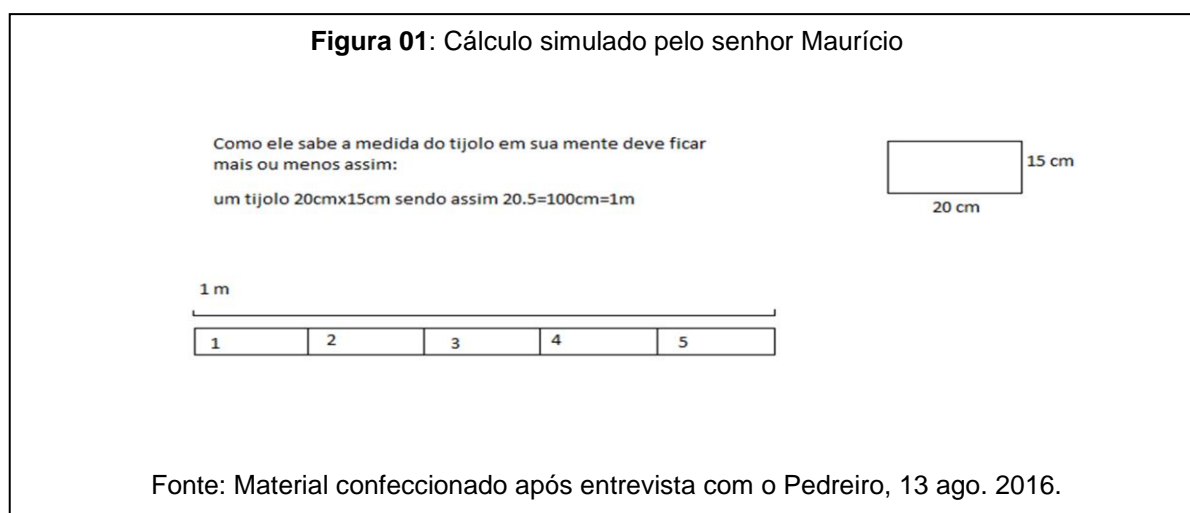 Figura 01: Cálculo simulado pelo senhor Maurício
Como ele sabe a medida do tijolo em sua mente deve ficar
mais ou menos assim:
um tijolo 20cmx15cm sendo assim 20.5=100cm=1m
15 cm
20 cm
1 m
1 2 3 4 5
Fonte: Material confeccionado após entrevista com o Pedreiro, 13 ago. 2016.